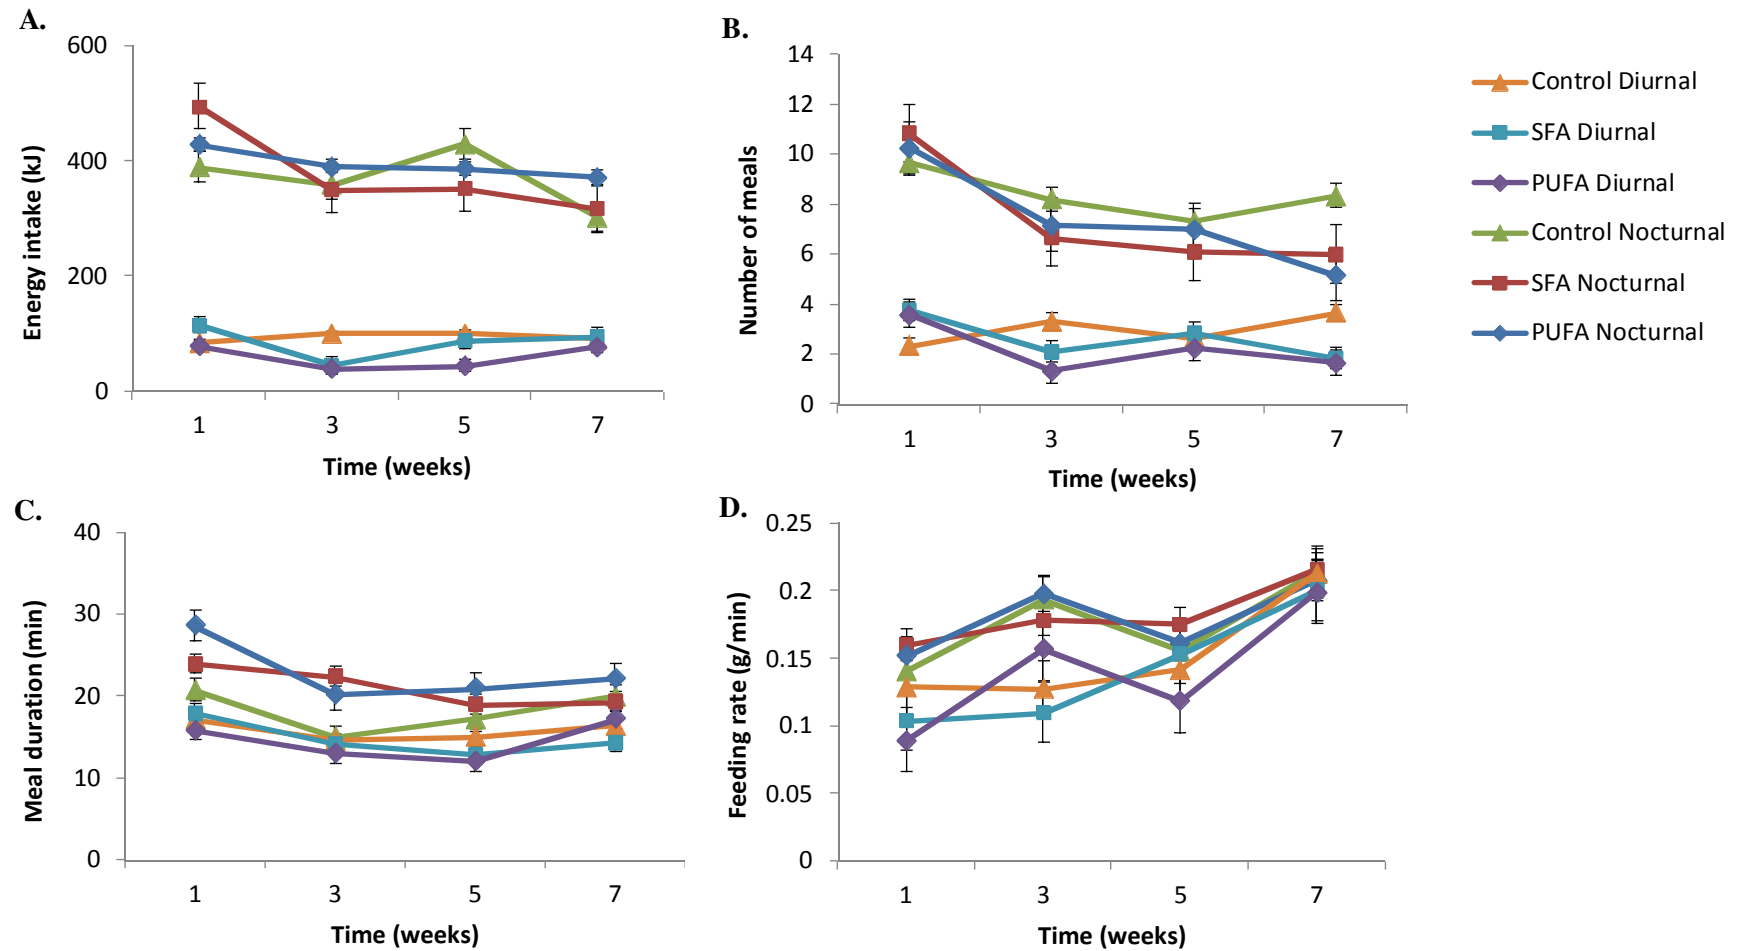 A.
600
400
200
0
Energy intake (kJ)
1 3 5 7
Time (weeks)
B.
14
12
10
8
6
4
2
0
Number of meals
1 3 5 7
Time (weeks)
Control Diurnal
SFA Diurnal
PUFA Diurnal
Control Nocturnal
SFA Nocturnal
PUFA Nocturnal
C.
40
30
20
10
0
Meal duration (min)
1 3 5 7
Time (weeks)
D.
0.25
0.2
0.15
0.1
0.05
0
Feeding rate (g/min)
1 3 5 7
Time (weeks)